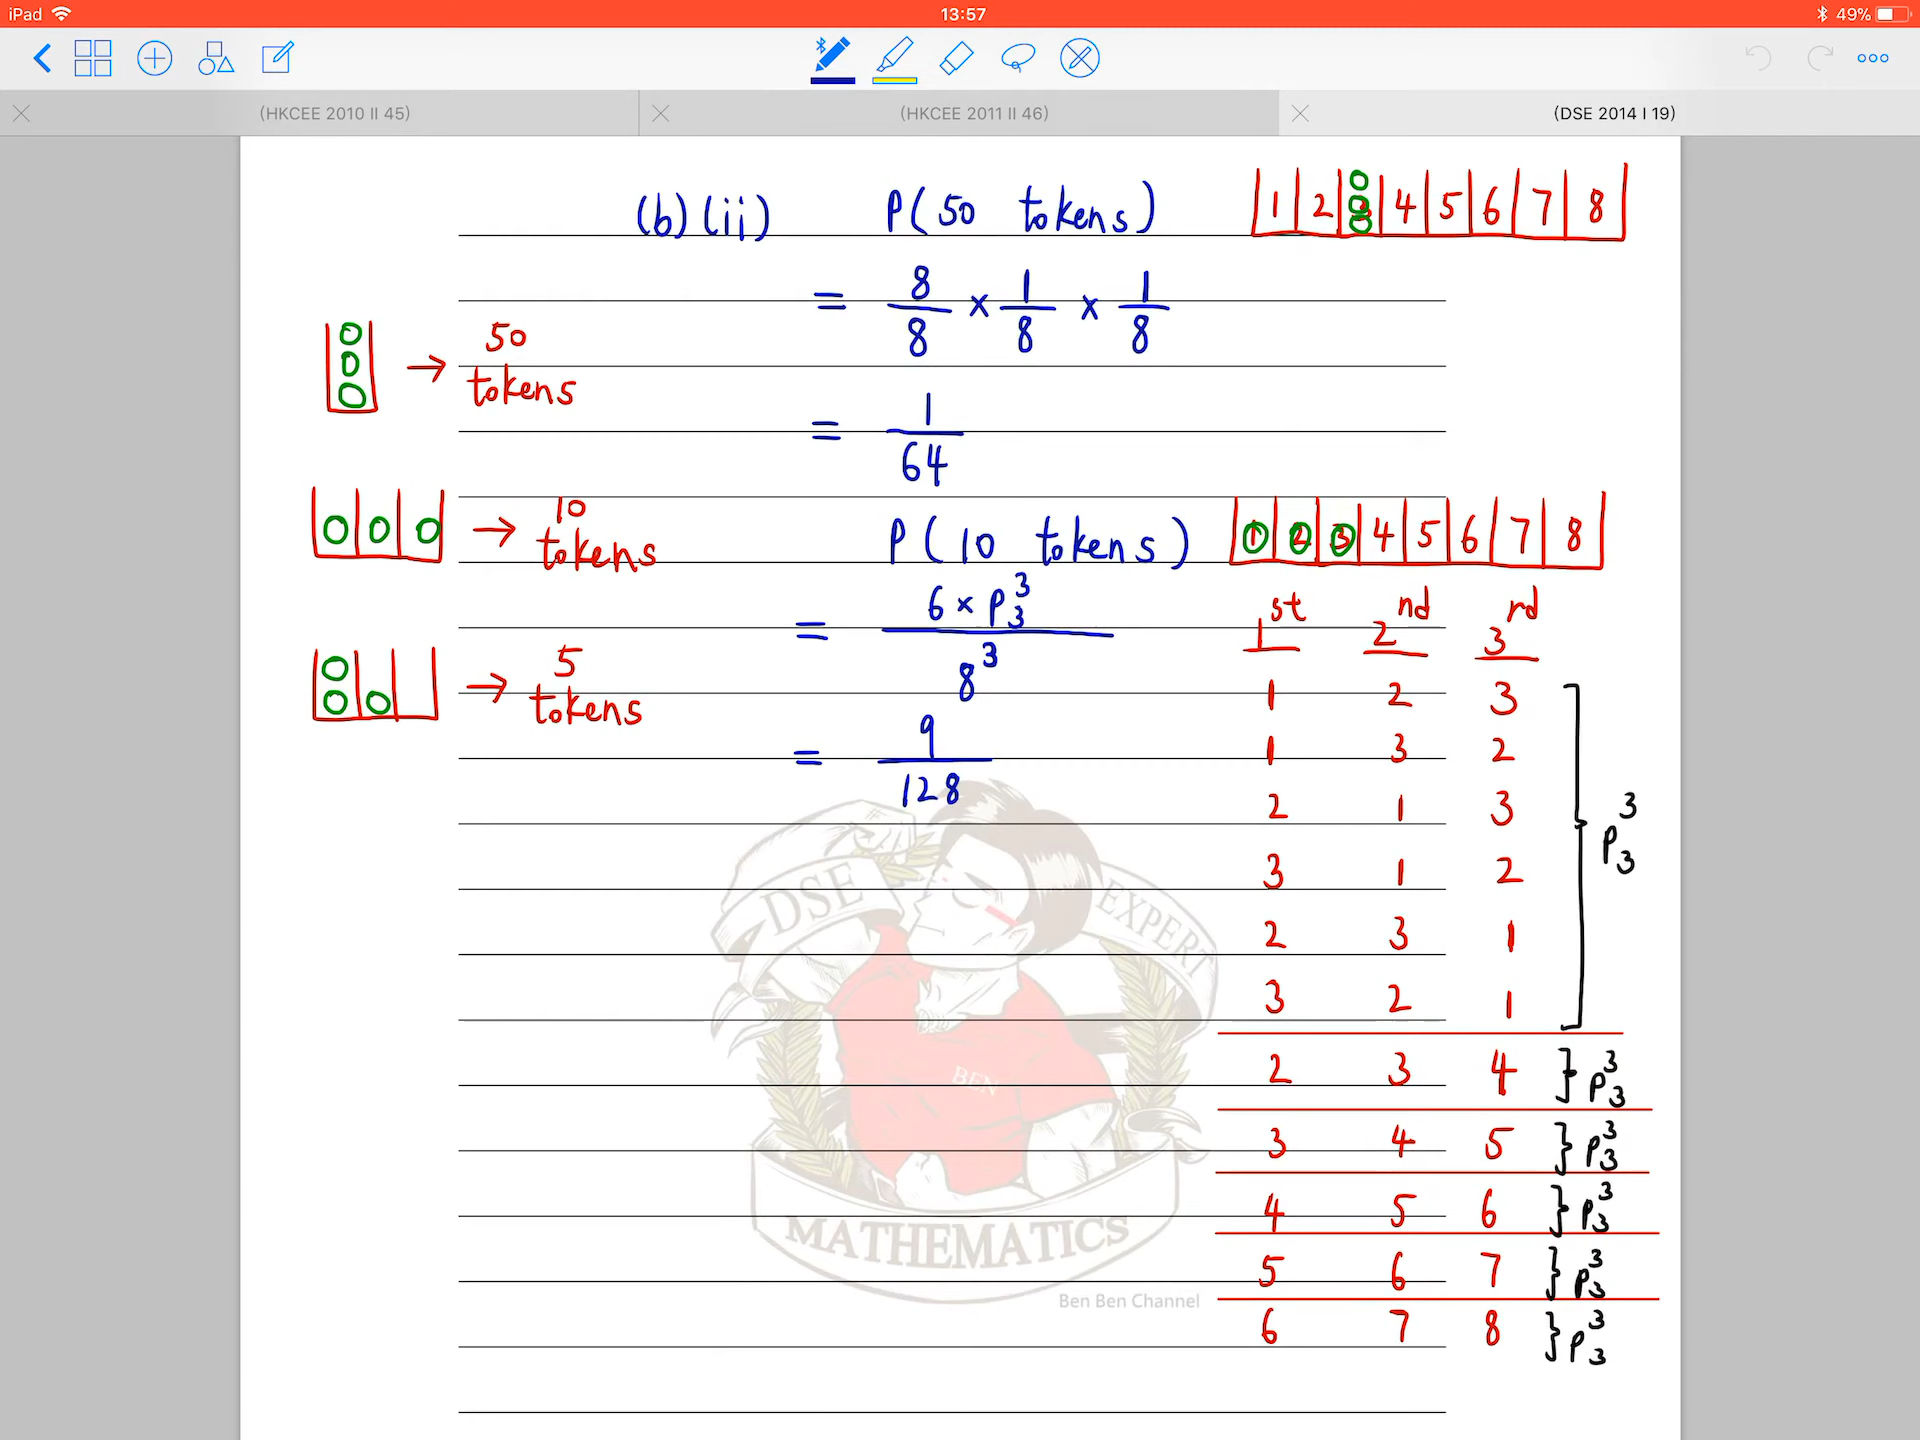 iPad 13:57 49%
(HKCEE 2010 II 45) (HKCEE 2011 II 46) (DSE 2014 I 19)
(b)(ii) P(50 tokens) 1 2 3 4 5 6 7 8
= 8/8 × 1/8 × 1/8
→ 50 tokens
= 1/64
→ 10 tokens
P(10 tokens) 1 2 3 4 5 6 7 8
= 6 × P³₃ / 8³
1st 2nd 3rd
→ 5 tokens
1 2 3
= 9/128
1 3 2
2 1 3
P³₃
3 1 2
2 3 1
3 2 1
2 3 4 } P³₃
3 4 5 } P³₃
4 5 6 } P³₃
5 6 7 } P³₃
6 7 8 } P³₃
DSE EXPERT
BEN
MATHEMATICS
Ben Ben Channel